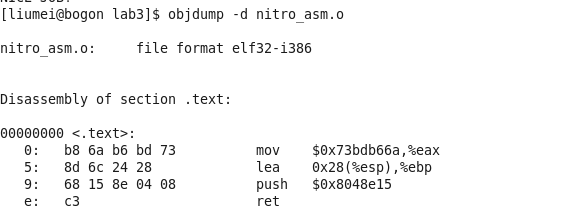 [liumei@bogon lab3]$ objdump -d nitro_asm.o
nitro_asm.o:     file format elf32-i386
Disassembly of section .text:
00000000 <.text>:
   0:   b8 6a b6 bd 73          mov    $0x73bdb66a,%eax
   5:   8d 6c 24 28             lea    0x28(%esp),%ebp
   9:   68 15 8e 04 08          push   $0x8048e15
   e:   c3                      ret